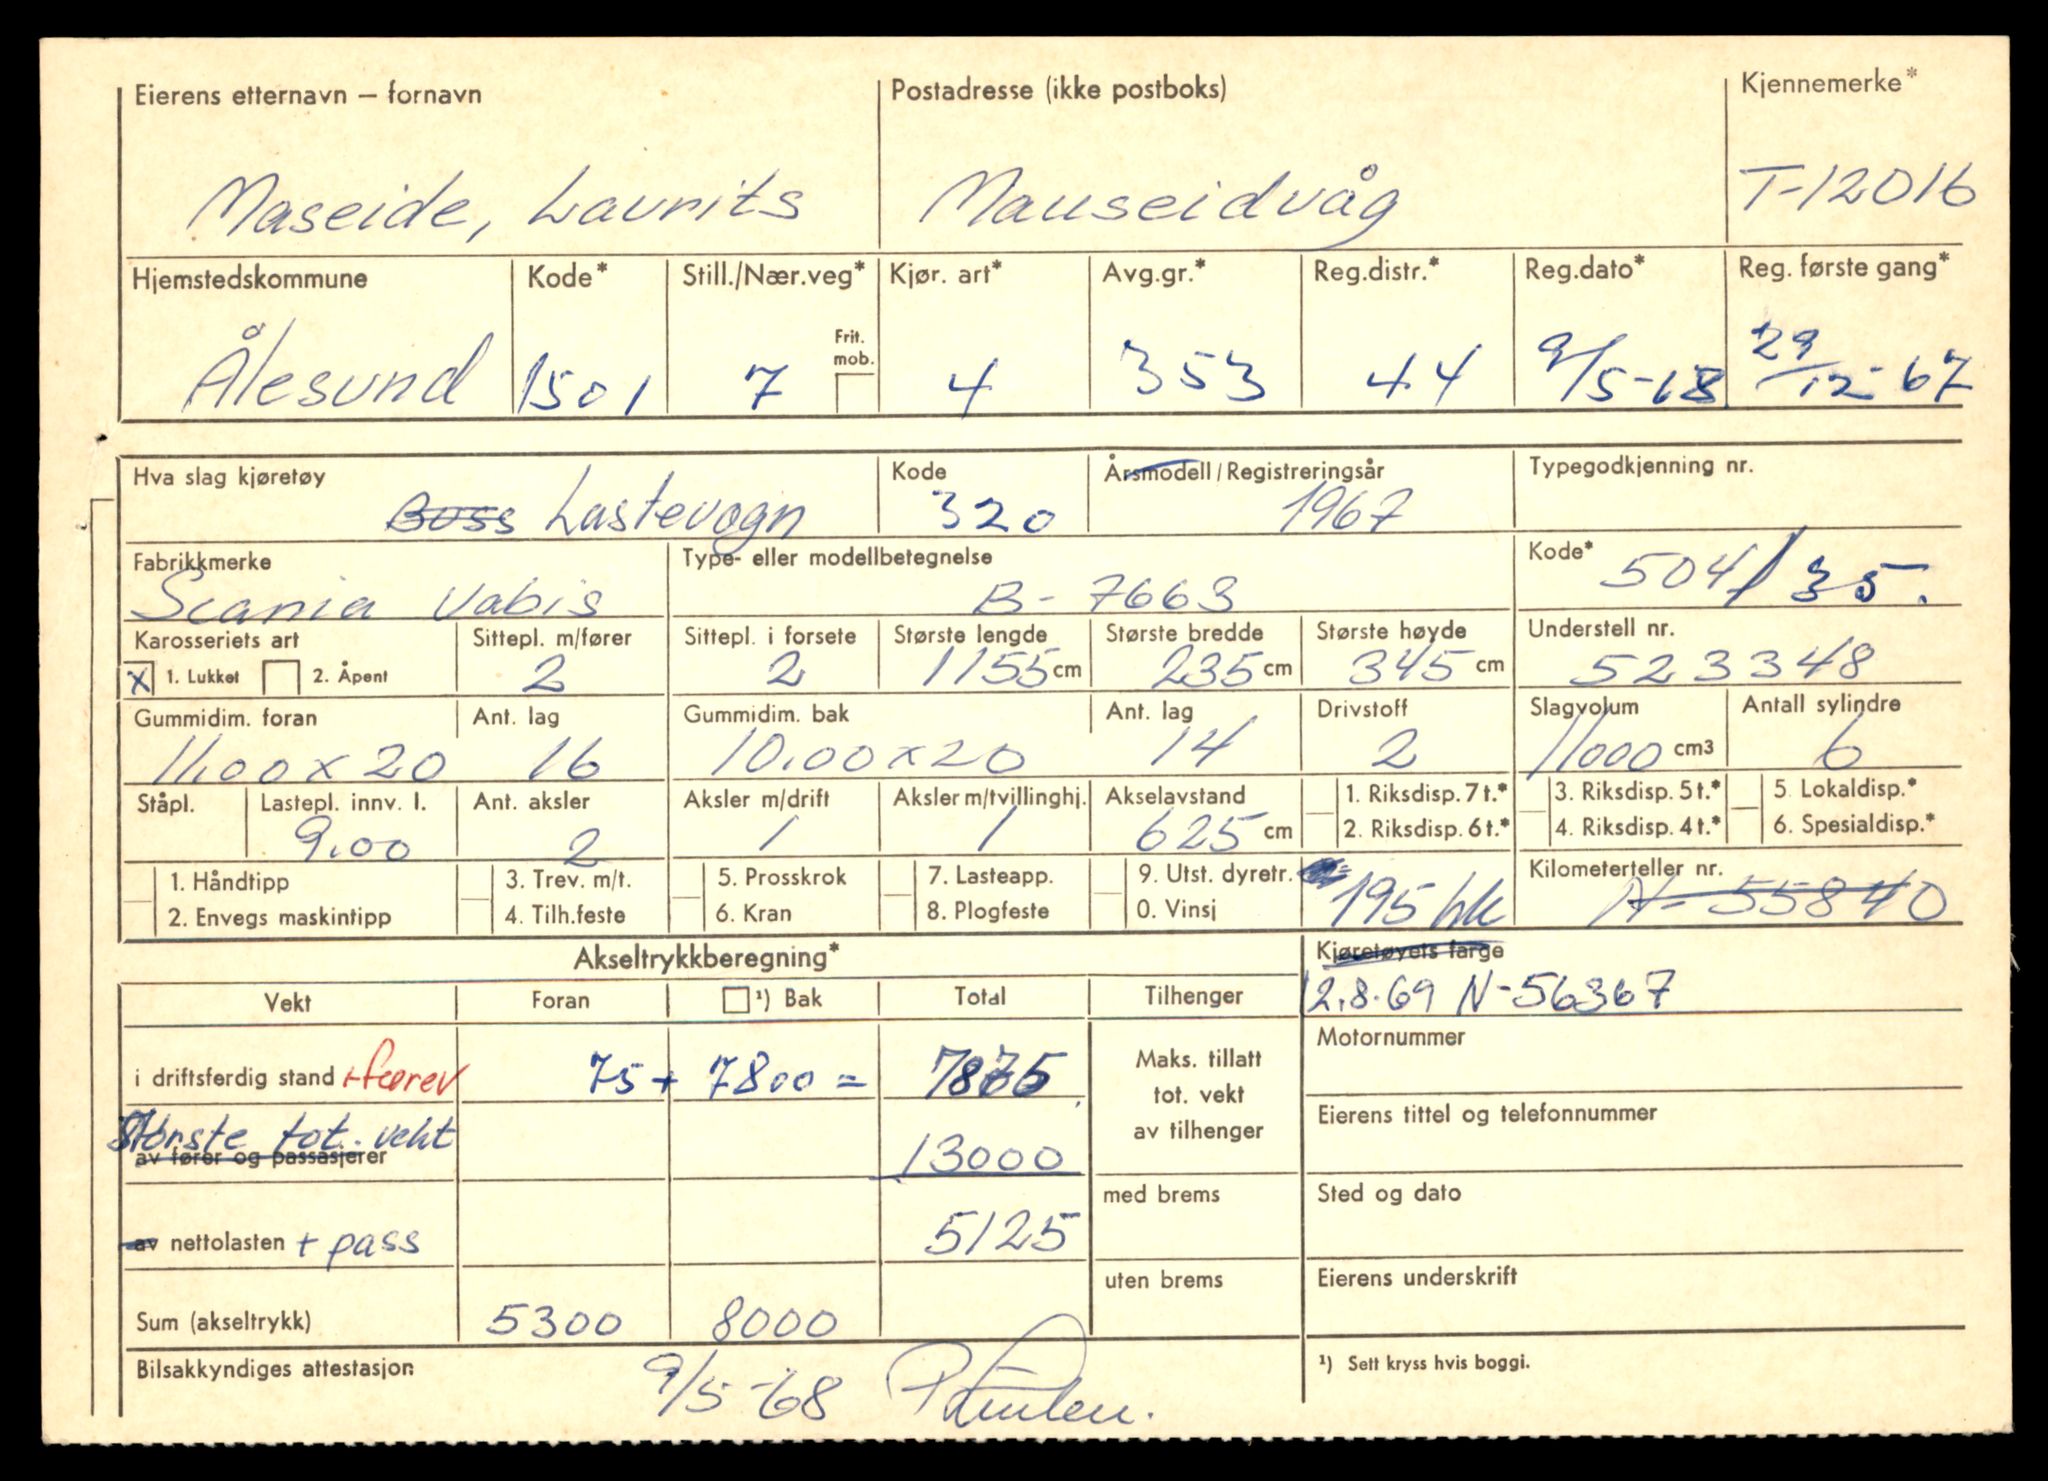 Eierens etternavn – fornavn Postadresse (ikke postboks) Kjennemerke*
Maseide, Laurits Mauseidvåg T-12016
Hjemstedskommune Kode* Still./Nær.veg* Kjør. art* Avg.gr.* Reg.distr.* Reg.dato* Reg. første gang*
Frit. mob.
Ålesund 1501 7 4 353 44 9/5-68 29/12-67
Hva slag kjøretøy Kode Årsmodell/Registreringsår Typegodkjenning nr.
Buss Lastevogn 320 1967
Fabrikkmerke Type- eller modellbetegnelse Kode*
Scania Vabis B-7663 504/35.
Karosseriets art Sittepl. m/fører Sittepl. i forsete Største lengde Største bredde Største høyde Understell nr.
x 1. Lukket 2. Åpent 2 2 1155 cm 235 cm 345 cm 523348
Gummidim. foran Ant. lag Gummidim. bak Ant. lag Drivstoff Slagvolum Antall sylindre
11.00 x 20 16 10.00 x 20 14 2 11000 cm3 6
Ståpl. Lastepl. innv. l. Ant. aksler Aksler m/drift Aksler m/tvillinghj. Akselavstand 1. Riksdisp. 7 t.* 3. Riksdisp. 5 t.* 5. Lokaldisp.*
9.00 2 1 1 625 cm 2. Riksdisp. 6 t.* 4. Riksdisp. 4 t.* 6. Spesialdisp.*
1. Håndtipp 3. Trev. m/t. 5. Prosskrok 7. Lasteapp. 9. Utst. dyretr. Kilometerteller nr.
2. Envegs maskintipp 4. Tilh.feste 6. Kran 8. Plogfeste 0. Vinsj 195 hk A-55840
Akseltrykkberegning* Kjøretøyets farge
Vekt Foran ¹) Bak Total Tilhenger 12.8.69 N-56367
i driftsferdig stand + fører 75 + 7800 = 7875 Maks. tillatt tot. vekt av tilhenger Motornummer
Største tot. vekt
av fører og passasjerer 13000 Eierens tittel og telefonnummer
av nettolasten + pass 5125 med brems Sted og dato
uten brems Eierens underskrift
Sum (akseltrykk) 5300 8000
Bilsakkyndiges attestasjon 9/5-68 ¹) Sett kryss hvis boggi.